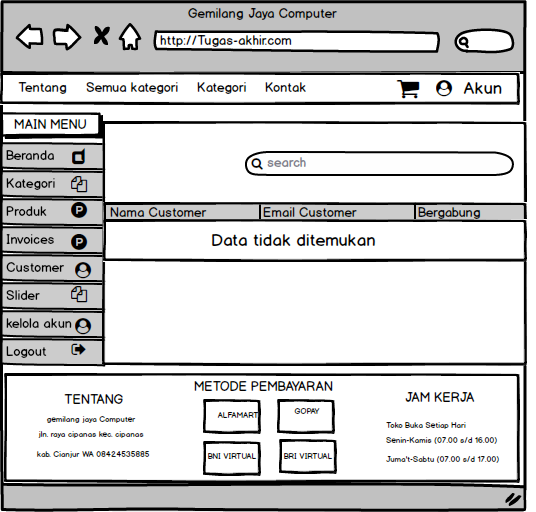 Gemilang Jaya Computer
http://Tugas-akhir.com
Tentang Semua kategori Kategori Kontak Akun
MAIN MENU
Beranda
Kategori
Produk
Invoices
Customer
Slider
kelola akun
Logout
search
Nama Customer Email Customer Bergabung
Data tidak ditemukan
TENTANG
gemilang jaya Computer
jln. raya cipanas kec. cipanas
kab. Cianjur WA 08424535885
METODE PEMBAYARAN
ALFAMART GOPAY
BNI VIRTUAL BRI VIRTUAL
JAM KERJA
Toko Buka Setiap Hari
Senin-Kamis (07.00 s/d 16.00)
Juma't-Sabtu (07.00 s/d 17.00)